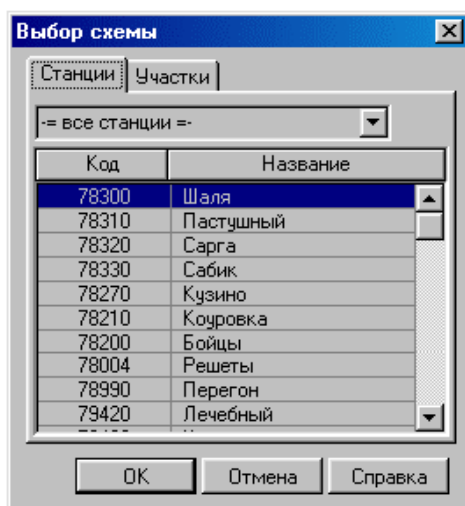 Выбор схемы
Станции Участки
-= все станции =-
Код Название
78300 Шаля
78310 Пастушный
78320 Сарга
78330 Сабик
78270 Кузино
78210 Коуровка
78200 Бойцы
78004 Решеты
78990 Перегон
79420 Лечебный
OK Отмена Справка